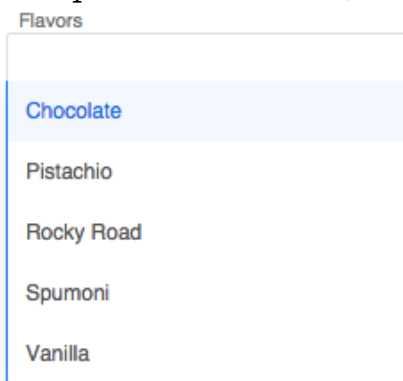 Flavors
Chocolate
Pistachio
Rocky Road
Spumoni
Vanilla